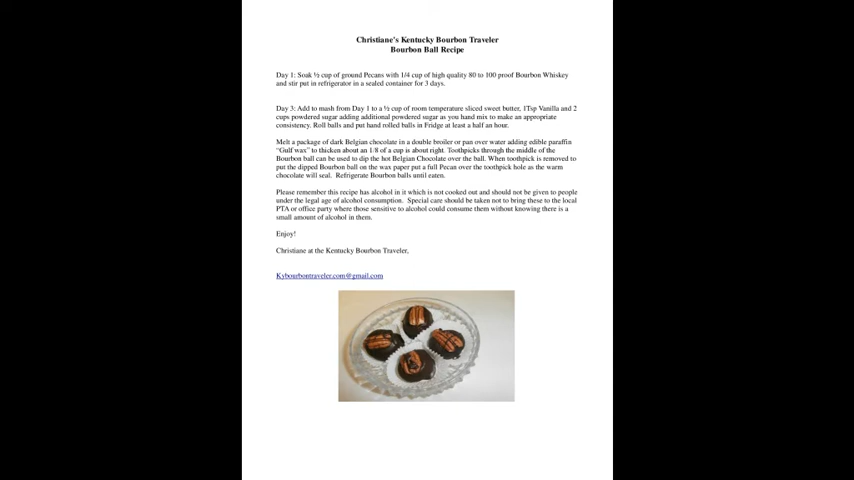 Christiane's Kentucky Bourbon Traveler
Bourbon Ball Recipe
Day 1: Soak ½ cup of ground Pecans with 1/4 cup of high quality 80 to 100 proof Bourbon Whiskey
and stir put in refrigerator in a sealed container for 3 days.
Day 3: Add to mash from Day 1 to a ½ cup of room temperature sliced sweet butter, 1Tsp Vanilla and 2
cups powdered sugar adding additional powdered sugar as you hand mix to make an appropriate
consistency. Roll balls and put hand rolled balls in Fridge at least a half an hour.
Melt a package of dark Belgian chocolate in a double broiler or pan over water adding edible paraffin
"Gulf wax" to thicken about an 1/8 of a cup is about right. Toothpicks through the middle of the
Bourbon ball can be used to dip the hot Belgian Chocolate over the ball. When toothpick is removed to
put the dipped Bourbon ball on the wax paper put a full Pecan over the toothpick hole as the warm
chocolate will seal. Refrigerate Bourbon balls until eaten.
Please remember this recipe has alcohol in it which is not cooked out and should not be given to people
under the legal age of alcohol consumption. Special care should be taken not to bring these to the local
PTA or office party where those sensitive to alcohol could consume them without knowing there is a
small amount of alcohol in them.
Enjoy!
Christiane at the Kentucky Bourbon Traveler,
Kybourbontraveler.com@gmail.com